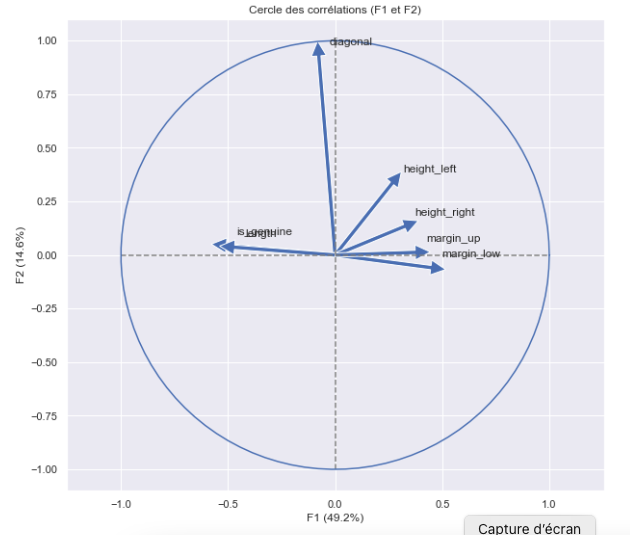 Cercle des corrélations (F1 et F2)
1.00
diagonal
0.75
0.50
height_left
0.25
height_right
is_genuine
length
margin_up
margin_low
0.00
F2 (14.6%)
−0.25
−0.50
−0.75
−1.00
−1.0
−0.5
0.0
0.5
1.0
F1 (49.2%)
Capture d'écran